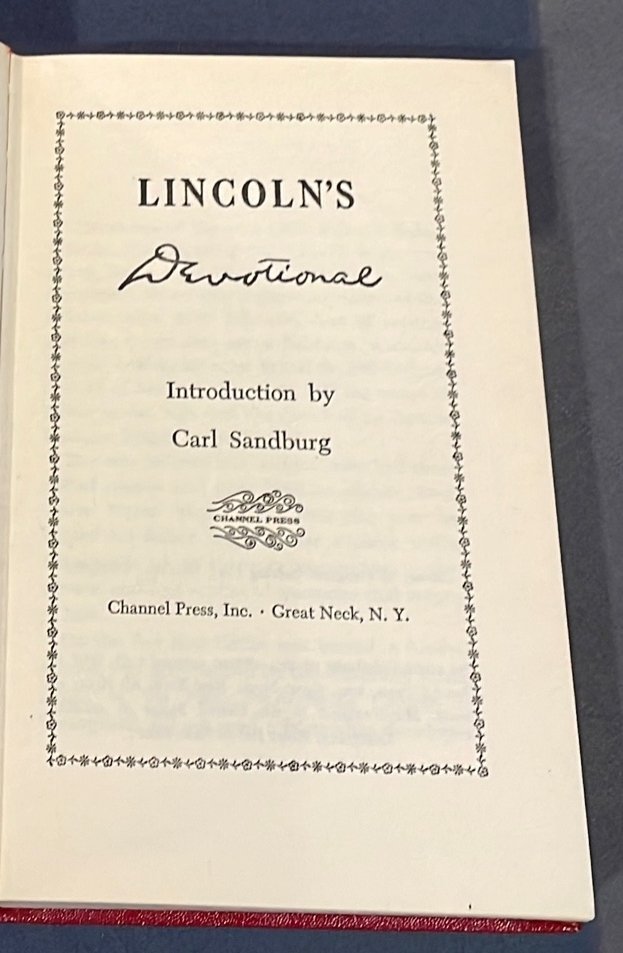 LINCOLN'S
Devotional
Introduction by
Carl Sandburg
CHANNEL PRESS
Channel Press, Inc. · Great Neck, N. Y.